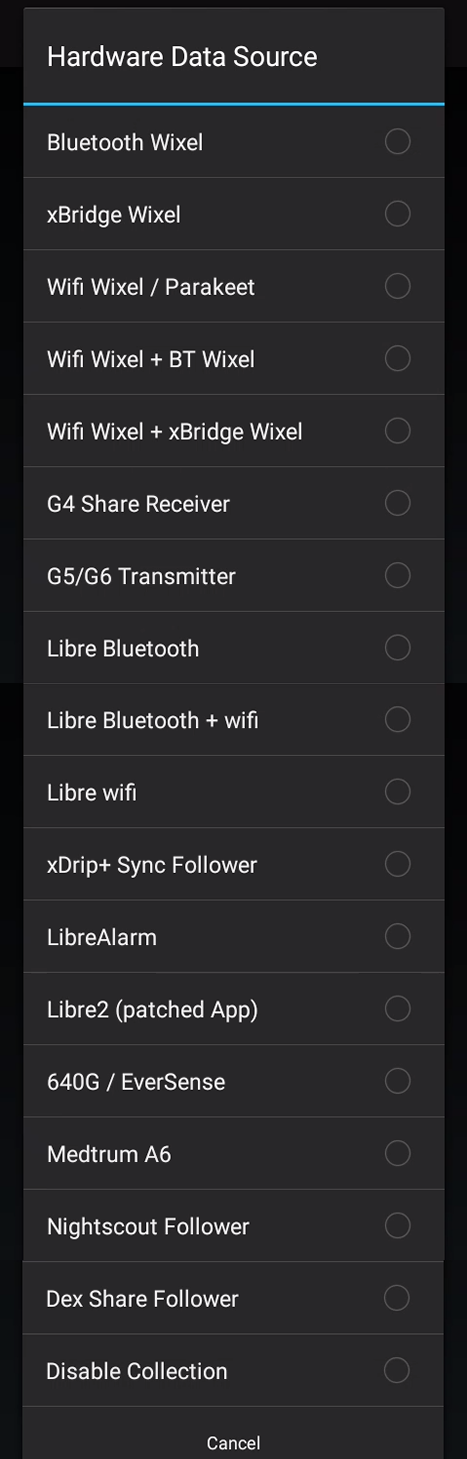 Hardware Data Source
Bluetooth Wixel
xBridge Wixel
Wifi Wixel / Parakeet
Wifi Wixel + BT Wixel
Wifi Wixel + xBridge Wixel
G4 Share Receiver
G5/G6 Transmitter
Libre Bluetooth
Libre Bluetooth + wifi
Libre wifi
xDrip+ Sync Follower
LibreAlarm
Libre2 (patched App)
640G / EverSense
Medtrum A6
Nightscout Follower
Dex Share Follower
Disable Collection
Cancel